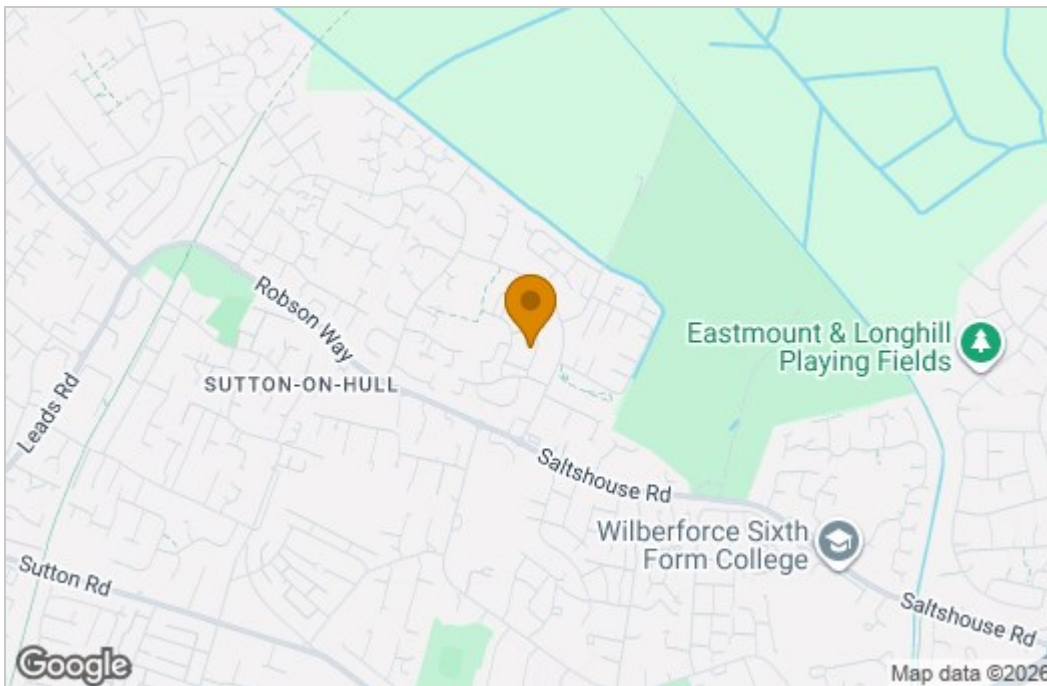 Robson Way
SUTTON-ON-HULL
Leads Rd
Eastmount & Longhill
Playing Fields
Saltshouse Rd
Wilberforce Sixth
Form College
Sutton Rd
Saltshouse Rd
Google
Map data ©2026